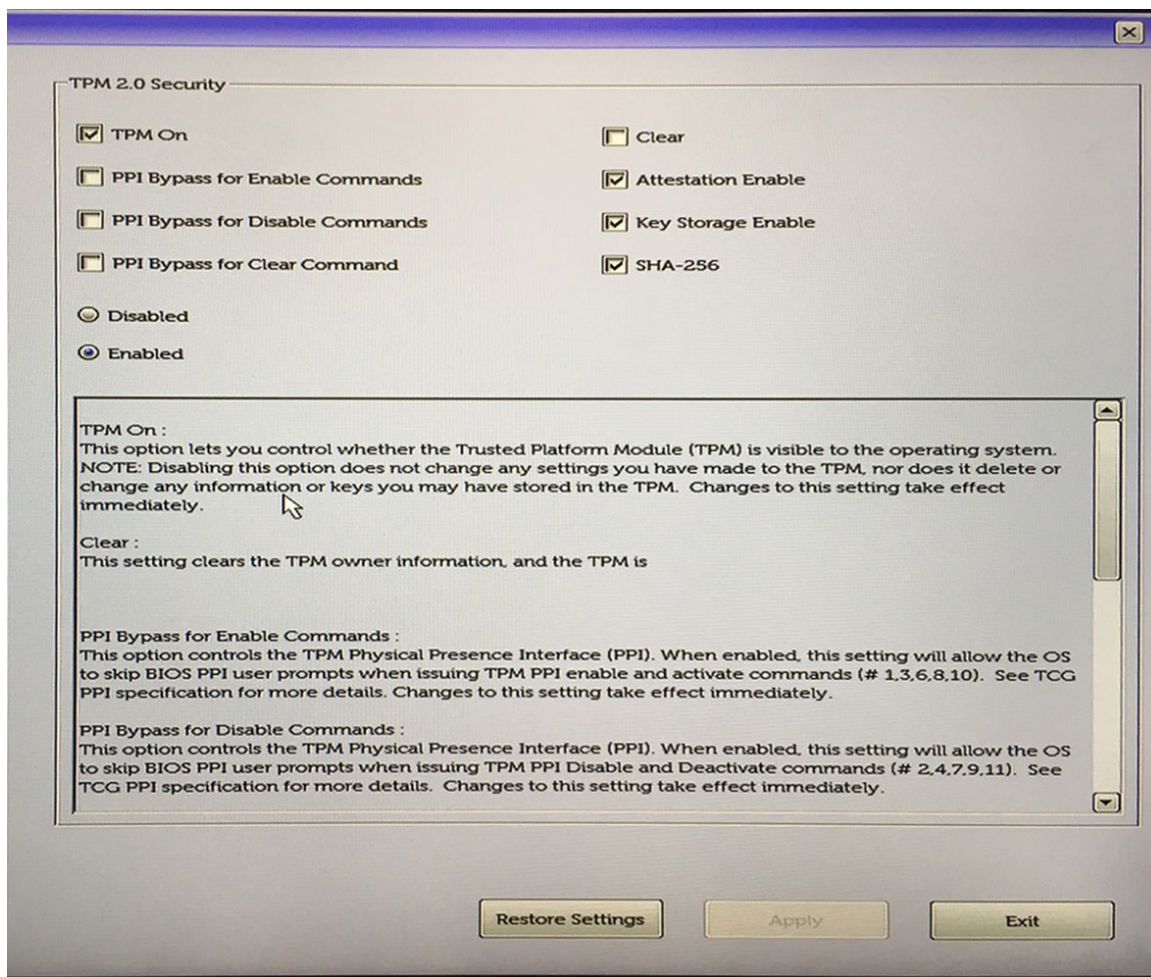 TPM 2.0 Security
TPM On
Clear
PPI Bypass for Enable Commands
Attestation Enable
PPI Bypass for Disable Commands
Key Storage Enable
PPI Bypass for Clear Command
SHA-256
Disabled
Enabled
TPM On :
This option lets you control whether the Trusted Platform Module (TPM) is visible to the operating system.
NOTE: Disabling this option does not change any settings you have made to the TPM, nor does it delete or
change any information or keys you may have stored in the TPM.  Changes to this setting take effect
immediately.
Clear :
This setting clears the TPM owner information, and the TPM is
PPI Bypass for Enable Commands :
This option controls the TPM Physical Presence Interface (PPI). When enabled, this setting will allow the OS
to skip BIOS PPI user prompts when issuing TPM PPI enable and activate commands (# 1,3,6,8,10).  See TCG
PPI specification for more details. Changes to this setting take effect immediately.
PPI Bypass for Disable Commands :
This option controls the TPM Physical Presence Interface (PPI). When enabled, this setting will allow the OS
to skip BIOS PPI user prompts when issuing TPM PPI Disable and Deactivate commands (# 2,4,7,9,11).  See
TCG PPI specification for more details.  Changes to this setting take effect immediately.
Restore Settings
Apply
Exit